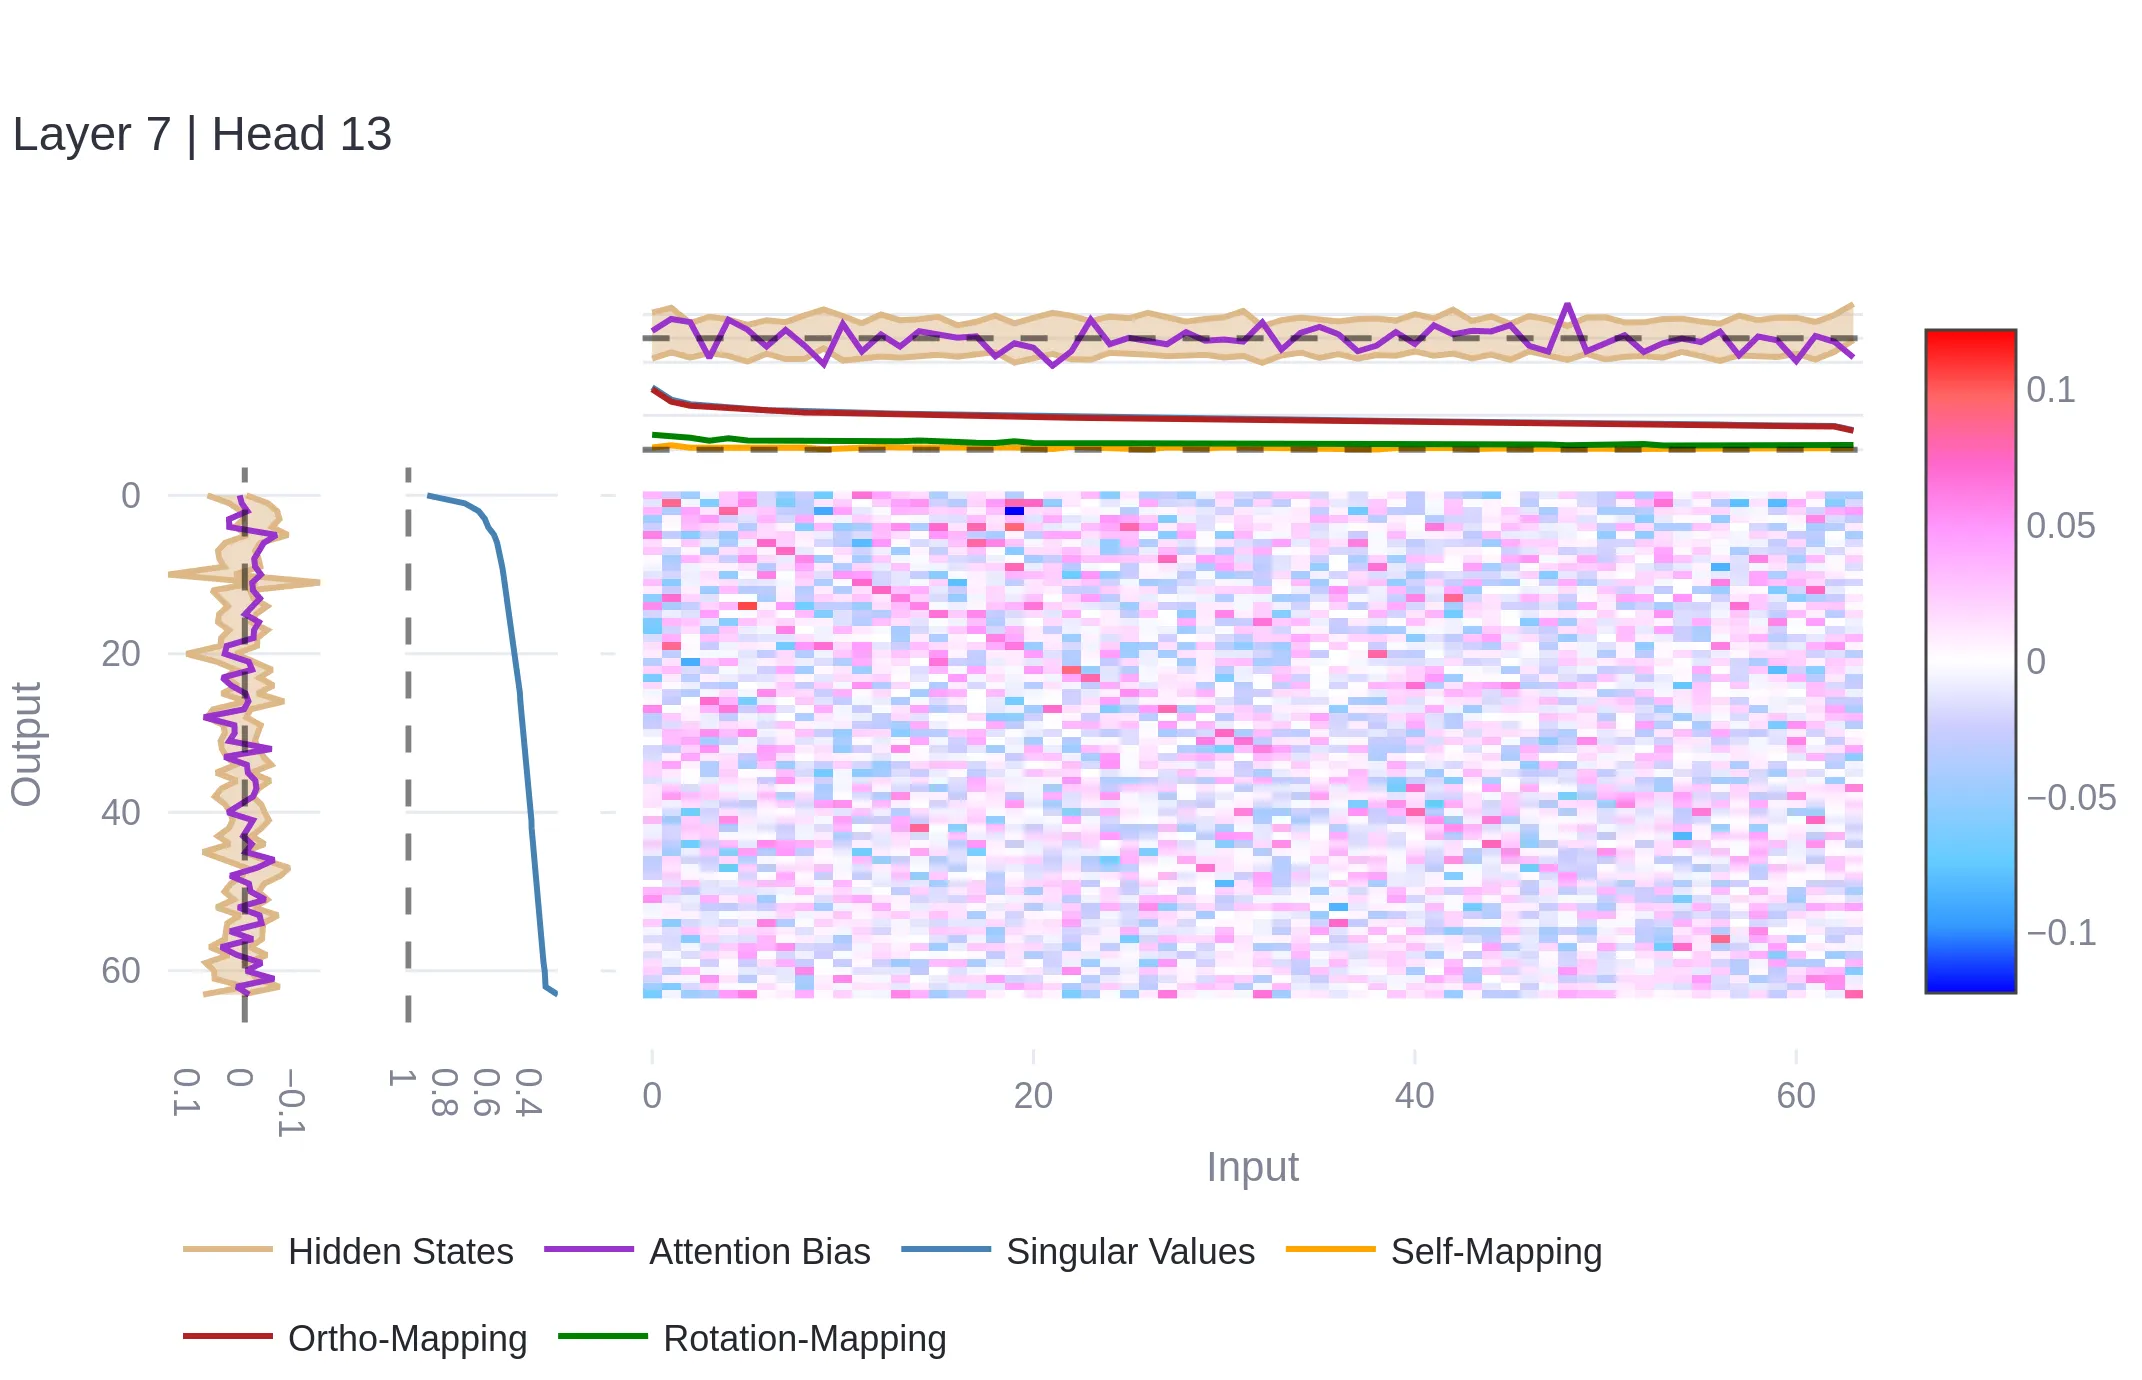 Layer 7 | Head 13
0.1
0.05
0
−0.05
−0.1
Output
0
20
40
60
0.1
0
−0.1
1
0.8
0.6
0.4
0
20
40
60
Input
Hidden States
Attention Bias
Singular Values
Self-Mapping
Ortho-Mapping
Rotation-Mapping